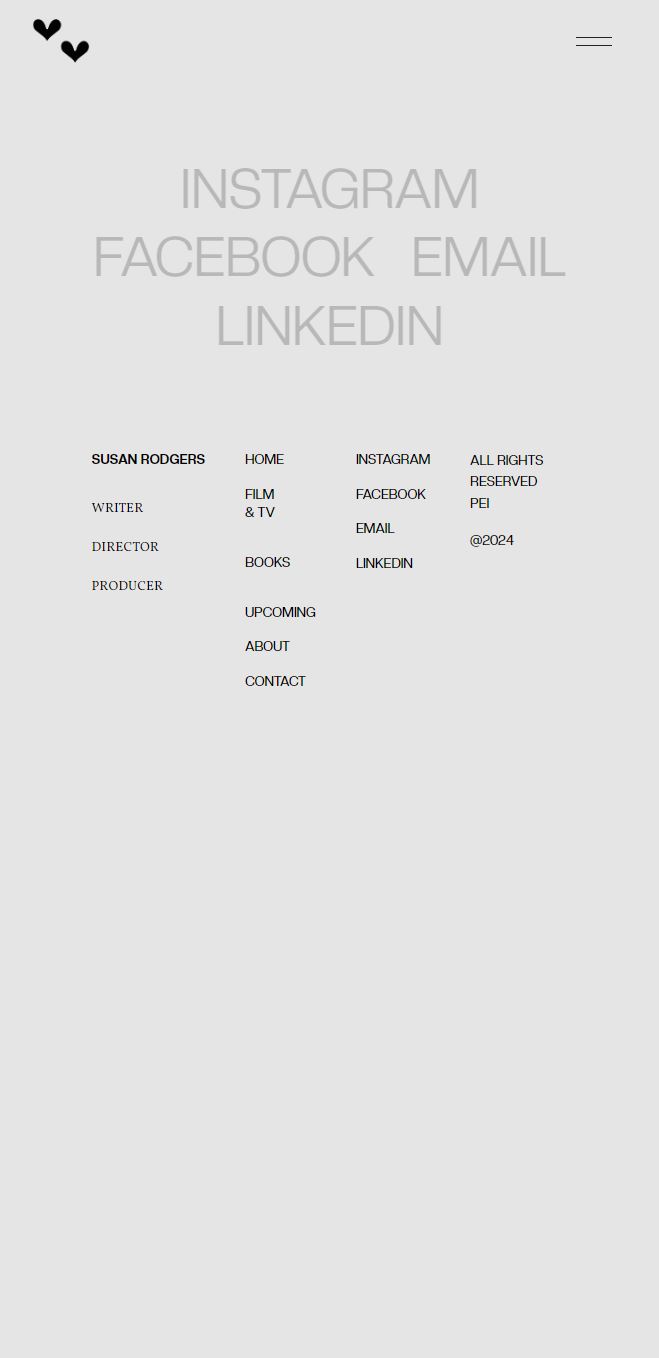 INSTAGRAM
FACEBOOK EMAIL
LINKEDIN
SUSAN RODGERS
WRITER
DIRECTOR
PRODUCER
HOME
FILM
& TV
BOOKS
UPCOMING
ABOUT
CONTACT
INSTAGRAM
FACEBOOK
EMAIL
LINKEDIN
ALL RIGHTS
RESERVED
PEI
@2024